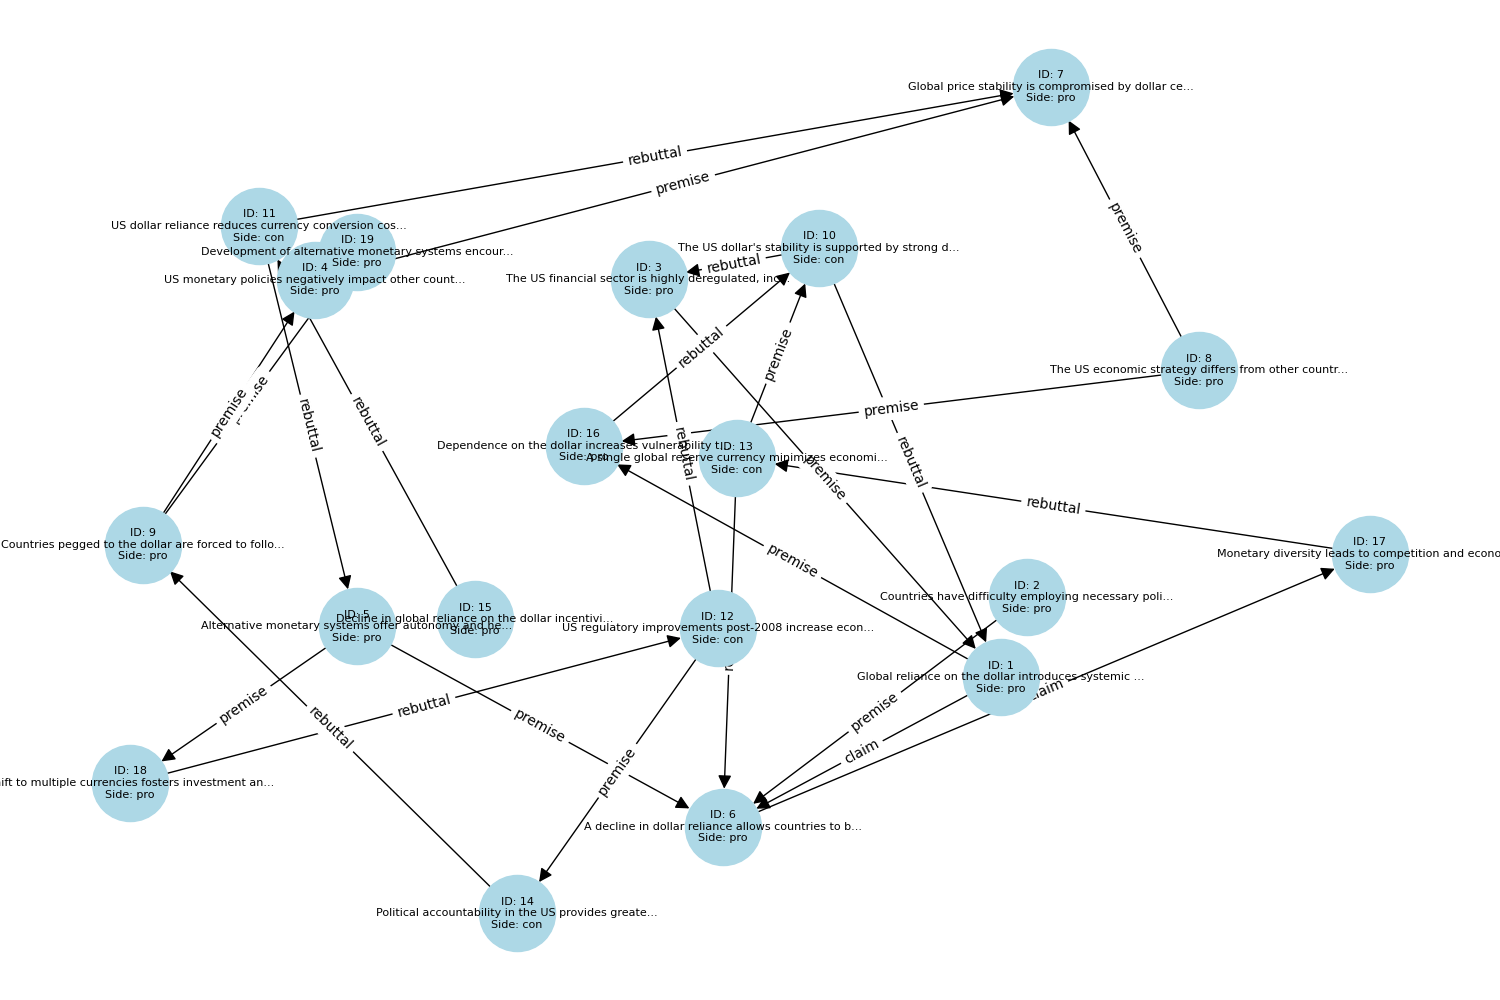 ID: 7
Global price stability is compromised by dollar ce...
Side: pro
rebuttal
premise
ID: 11
US dollar reliance reduces currency conversion cos...
Side: con
ID: 19
Development of alternative monetary systems encour...
Side: pro
ID: 4
US monetary policies negatively impact other count...
Side: pro
premise
ID: 10
The US dollar's stability is supported by strong d...
Side: con
rebuttal
ID: 3
The US financial sector is highly deregulated, inc...
Side: pro
rebuttal
premise
ID: 8
The US economic strategy differs from other countr...
Side: pro
premise
premise
rebuttal
rebuttal
ID: 16
Dependence on the dollar increases vulnerability t...
Side: pro
rebuttal
ID: 13
A single global reserve currency minimizes economi...
Side: con
premise
rebuttal
rebuttal
ID: 9
Countries pegged to the dollar are forced to follo...
Side: pro
premise
ID: 17
Monetary diversity leads to competition and econo
Side: pro
ID: 2
Countries have difficulty employing necessary poli...
Side: pro
ID: 5
Alternative monetary systems offer autonomy and be...
Side: pro
ID: 15
Decline in global reliance on the dollar incentivi...
Side: pro
ID: 12
US regulatory improvements post-2008 increase econ...
Side: con
ID: 1
Global reliance on the dollar introduces systemic ...
Side: pro
premise
rebuttal
rebuttal
premise
premise
claim
claim
premise
ID: 18
ift to multiple currencies fosters investment an...
Side: pro
ID: 6
A decline in dollar reliance allows countries to b...
Side: pro
ID: 14
Political accountability in the US provides greate...
Side: con